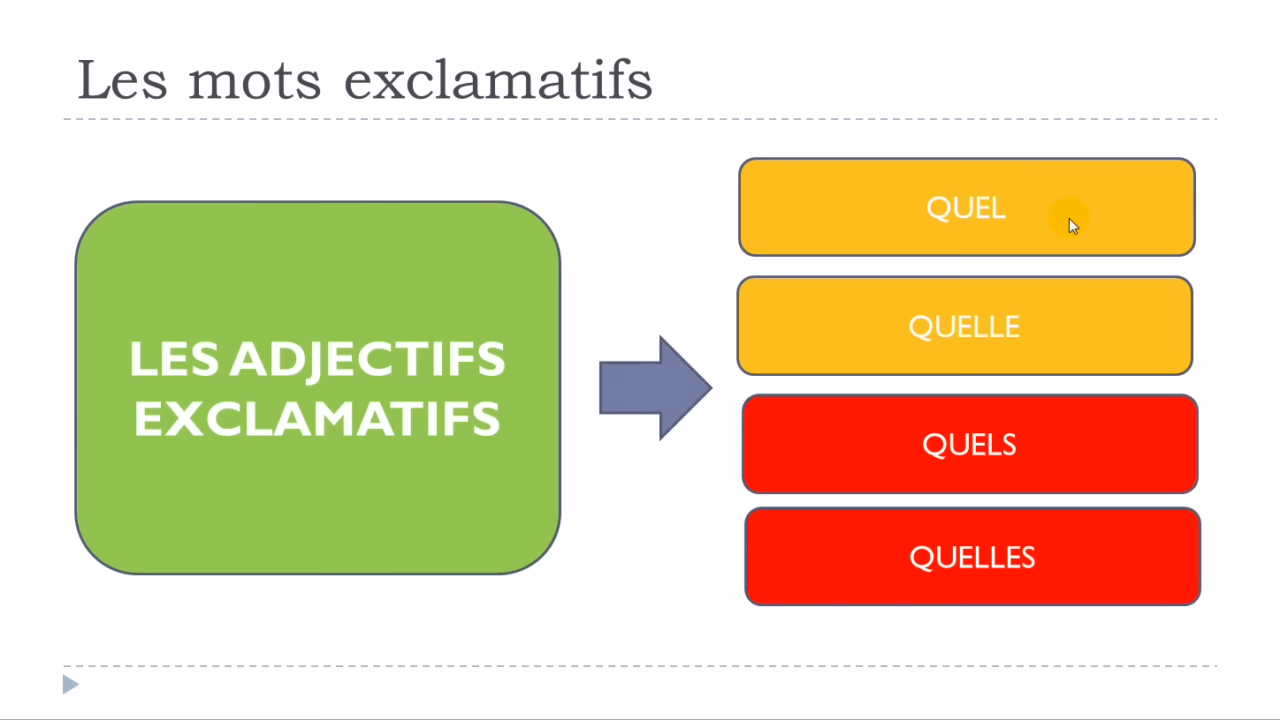 Les mots exclamatifs
LES ADJECTIFS
EXCLAMATIFS
QUEL
QUELLE
QUELS
QUELLES